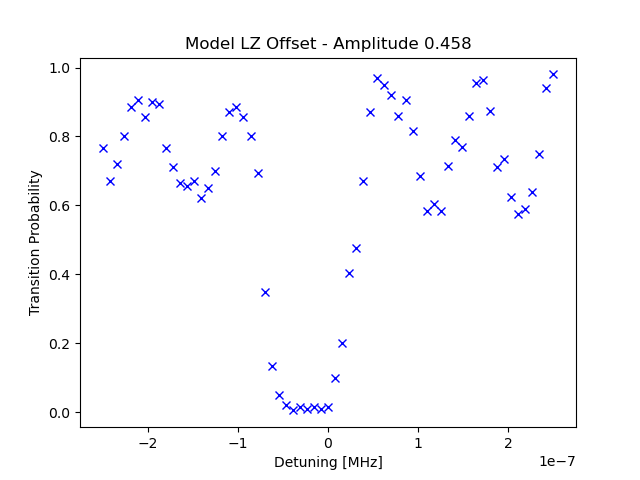 Model LZ Offset - Amplitude 0.458
1.0
0.8
0.6
0.4
0.2
0.0
Transition Probability
−2
−1
0
1
2
1e−7
Detuning [MHz]